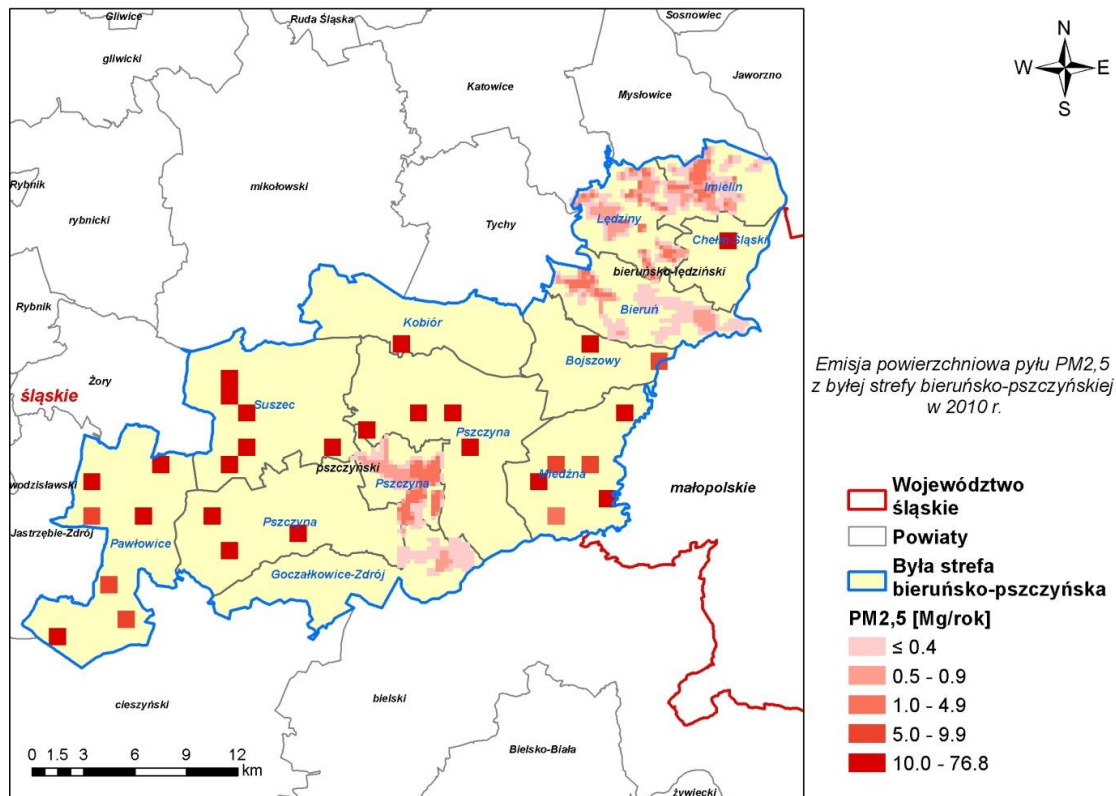 Gliwice
Ruda Śląska
Sosnowiec
gliwicki
Katowice
Mysłowice
Jaworzno
N
W
E
S
Rybnik
mikołowski
Imielin
rybnicki
Tychy
Lędziny
Chełm Śląski
bieruńsko-lędziński
Rybnik
Kobiór
Bieruń
Bojszowy
Emisja powierzchniowa pyłu PM2,5
z byłej strefy bieruńsko-pszczyńskiej
w 2010 r.
Żory
śląskie
Suszec
Pszczyna
pszczyński
Pszczyna
Miedźna
wodzisławski
małopolskie
Jastrzębie-Zdrój
Pawłowice
Pszczyna
Goczałkowice-Zdrój
cieszyński
bielski
Bielsko-Biała
żywiecki
0 1.5 3 6 9 12
km
Województwo
śląskie
Powiaty
Była strefa
bieruńsko-pszczyńska
PM2,5 [Mg/rok]
≤ 0.4
0.5 - 0.9
1.0 - 4.9
5.0 - 9.9
10.0 - 76.8